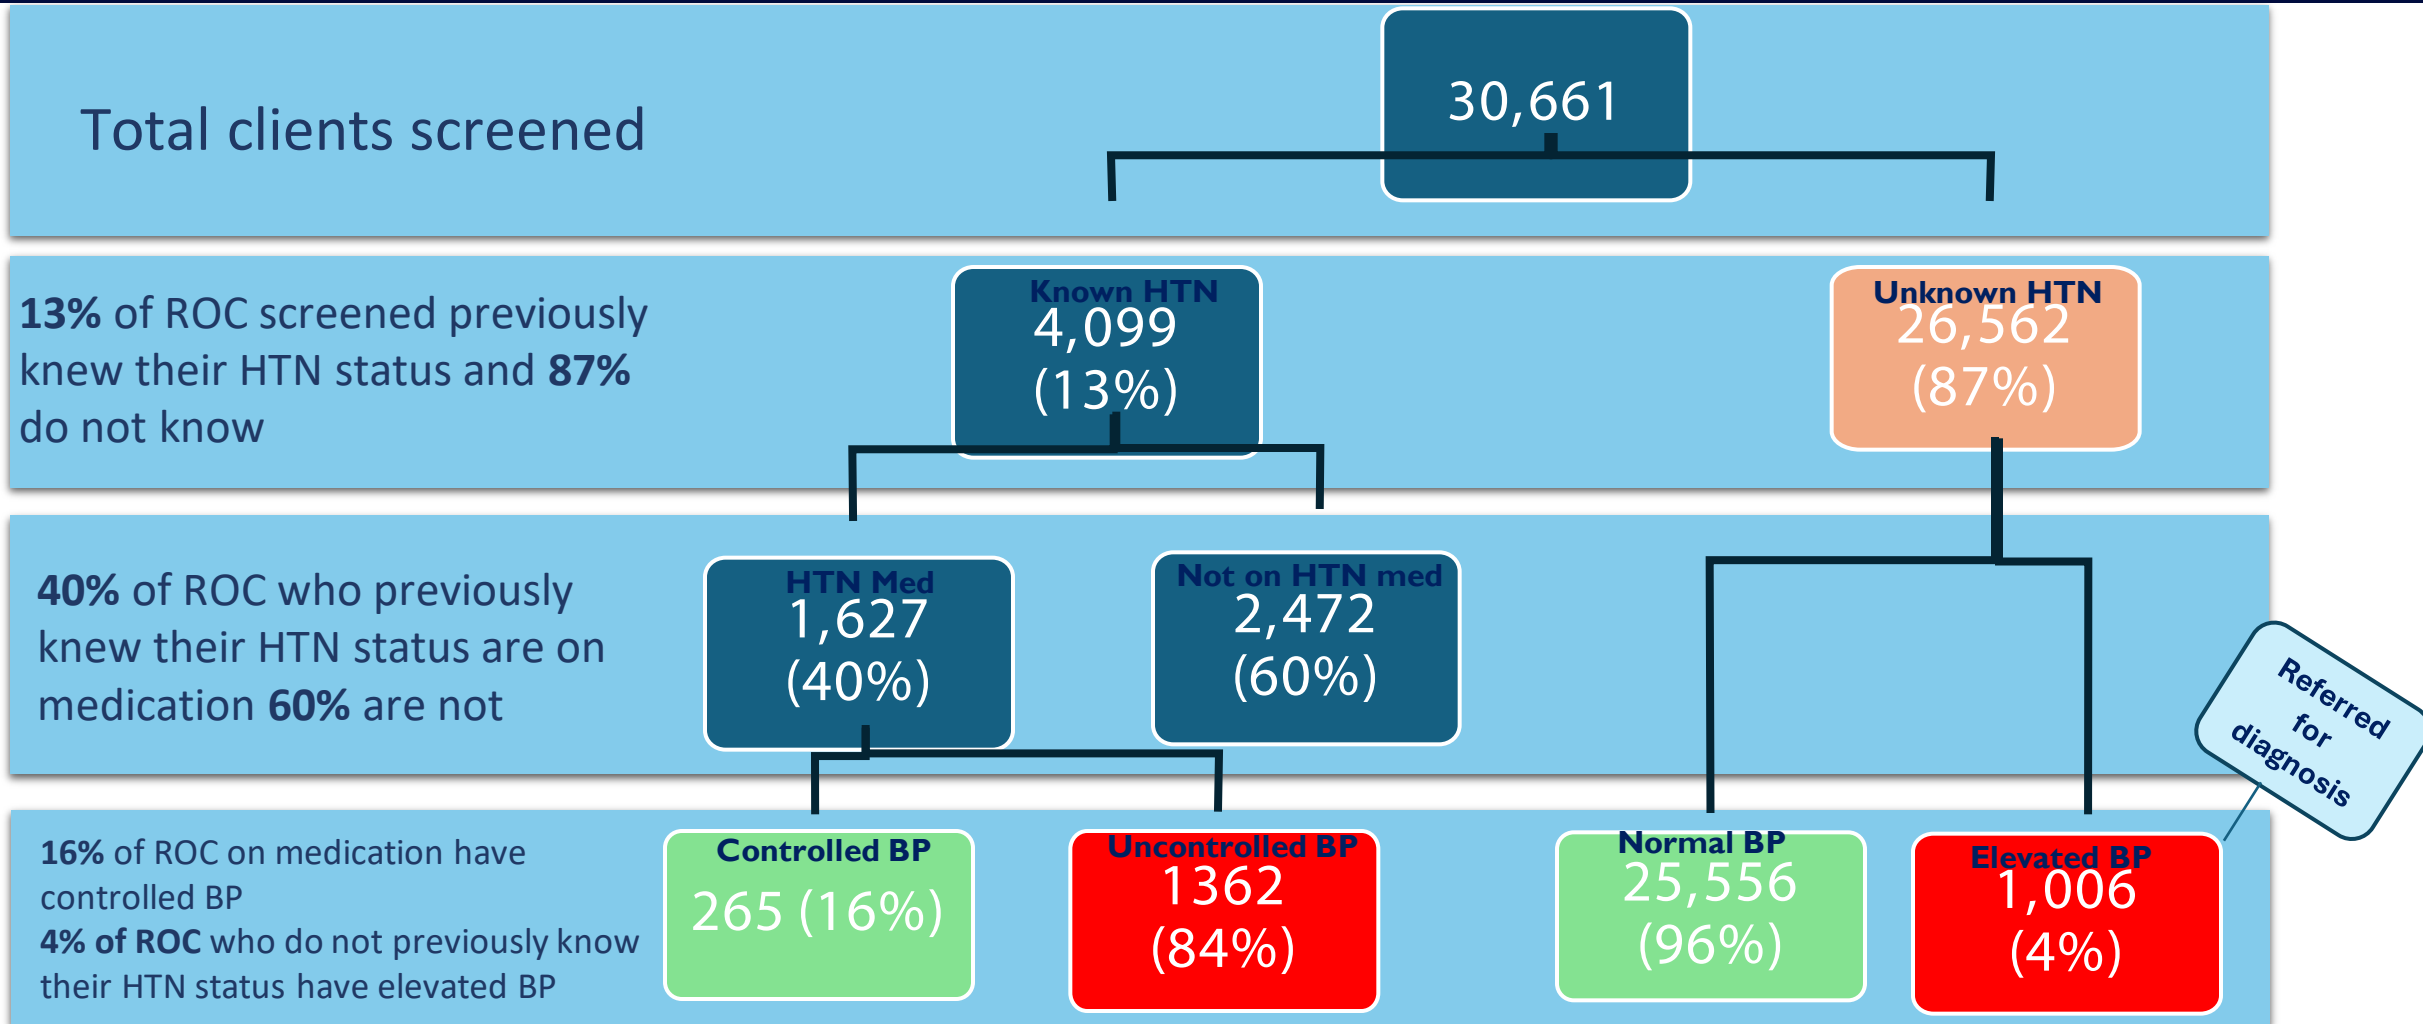 Total clients screened
30,661
13% of ROC screened previously
knew their HTN status and 87%
do not know
Known HTN
4,099
(13%)
Unknown HTN
26,562
(87%)
40% of ROC who previously
knew their HTN status are on
medication 60% are not
HTN Med
1,627
(40%)
Not on HTN med
2,472
(60%)
Referred
for
diagnosis
16% of ROC on medication have
controlled BP
4% of ROC who do not previously know
their HTN status have elevated BP
Controlled BP
265 (16%)
Uncontrolled BP
1362
(84%)
Normal BP
25,556
(96%)
Elevated BP
1,006
(4%)